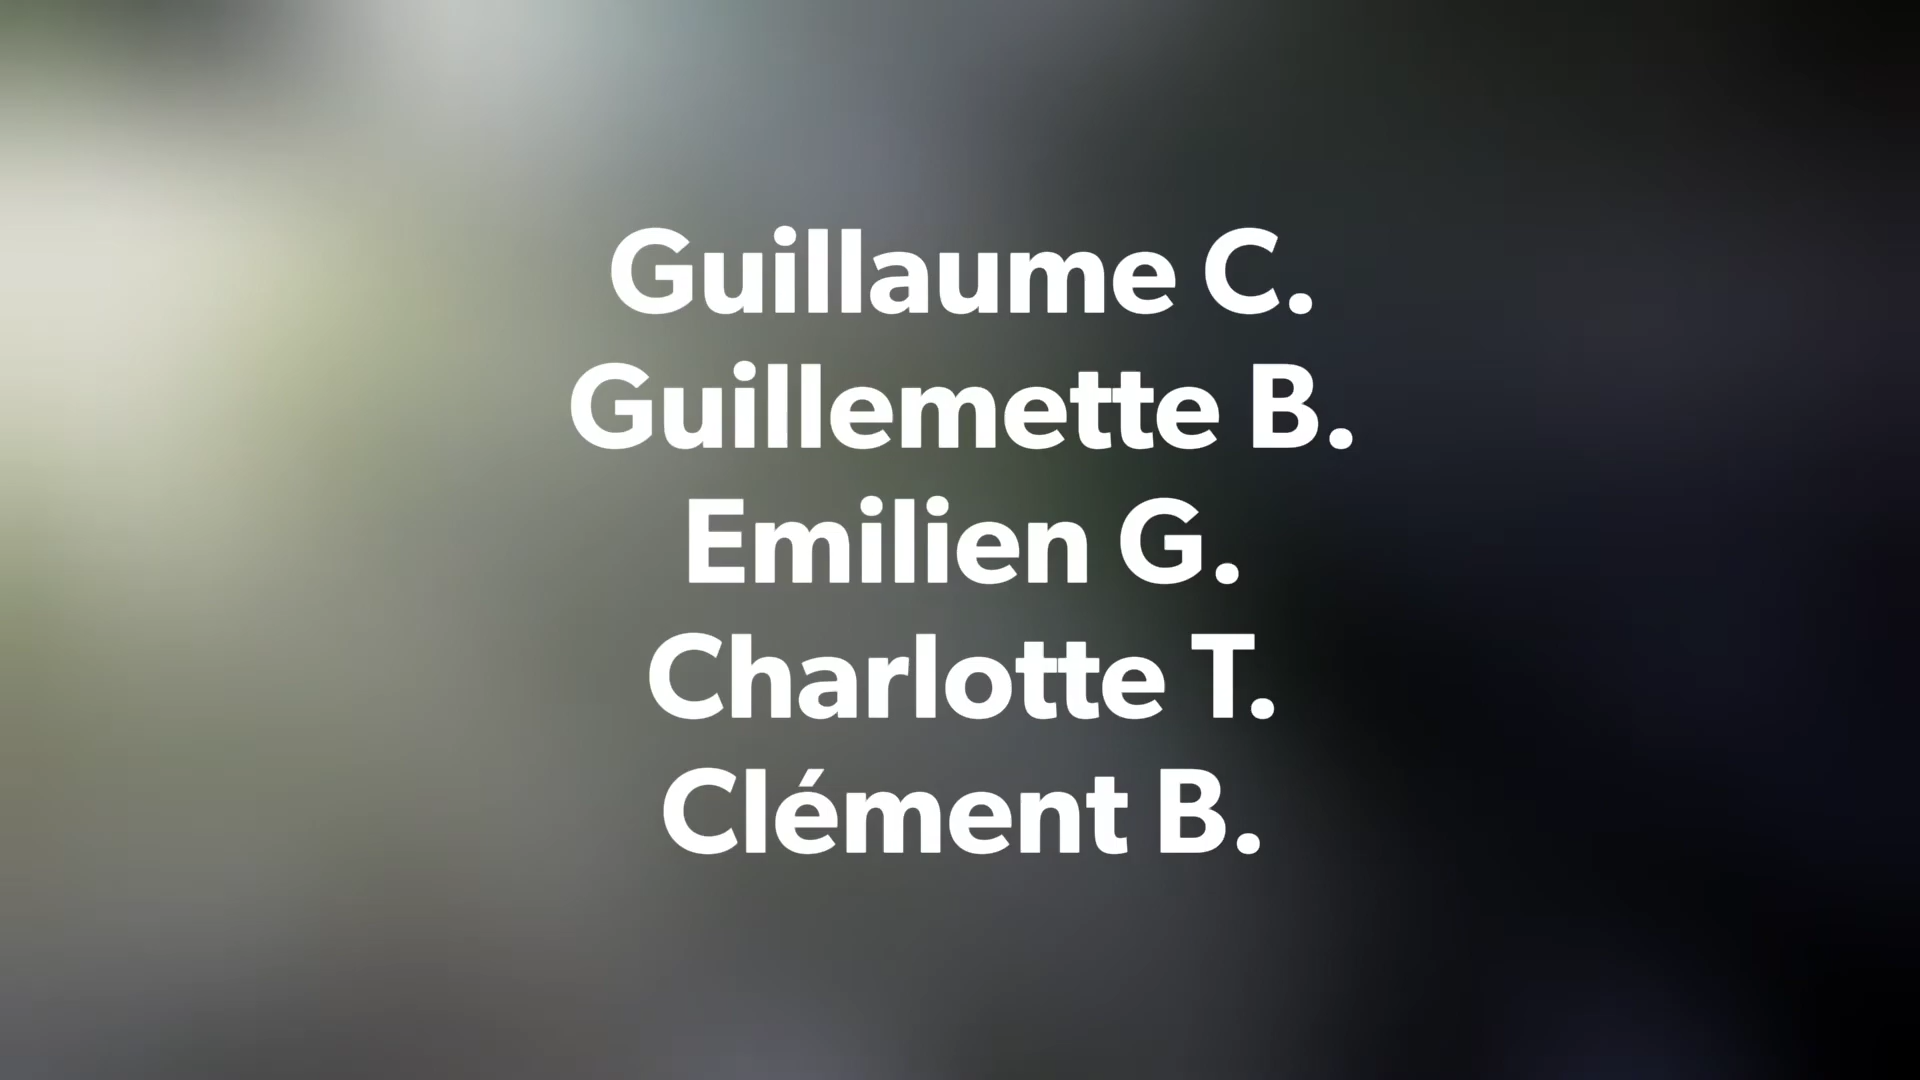 Guillaume C.
Guillemette B.
Emilien G.
Charlotte T.
Clément B.